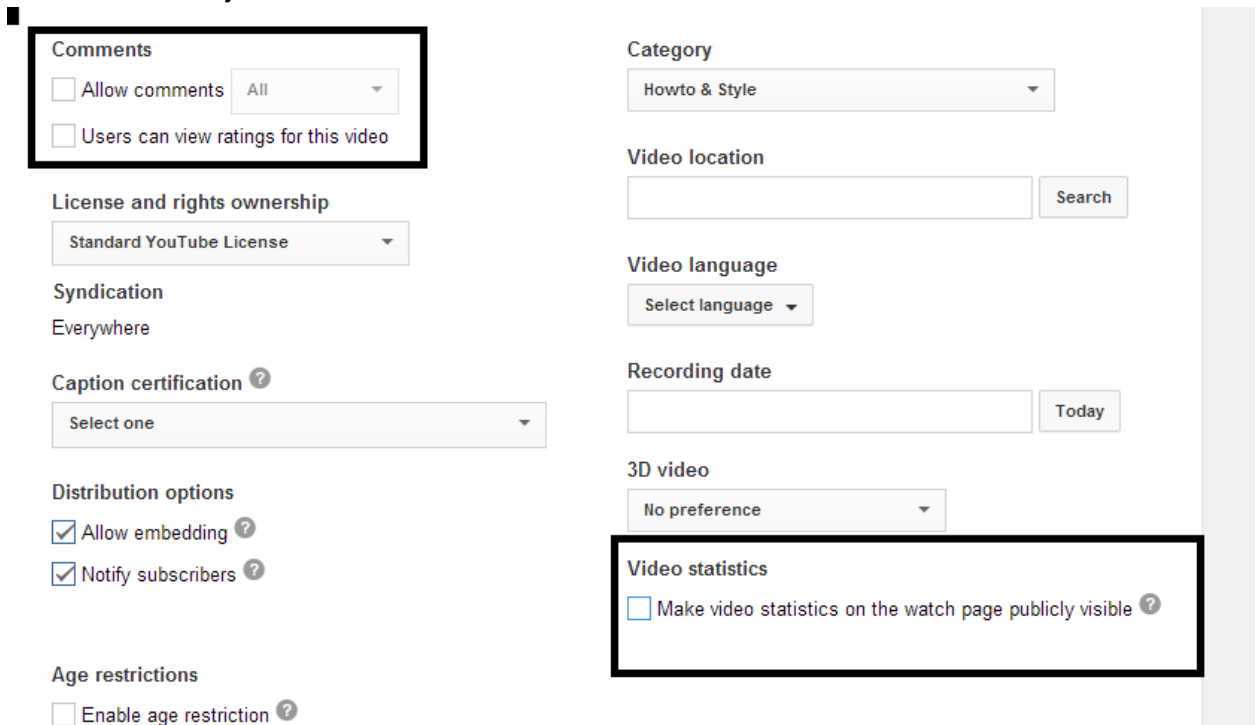 Comments
Allow comments All
Users can view ratings for this video
License and rights ownership
Standard YouTube License
Syndication
Everywhere
Caption certification ?
Select one
Distribution options
Allow embedding ?
Notify subscribers ?
Age restrictions
Enable age restriction ?
Category
Howto & Style
Video location
Search
Video language
Select language
Recording date
Today
3D video
No preference
Video statistics
Make video statistics on the watch page publicly visible ?